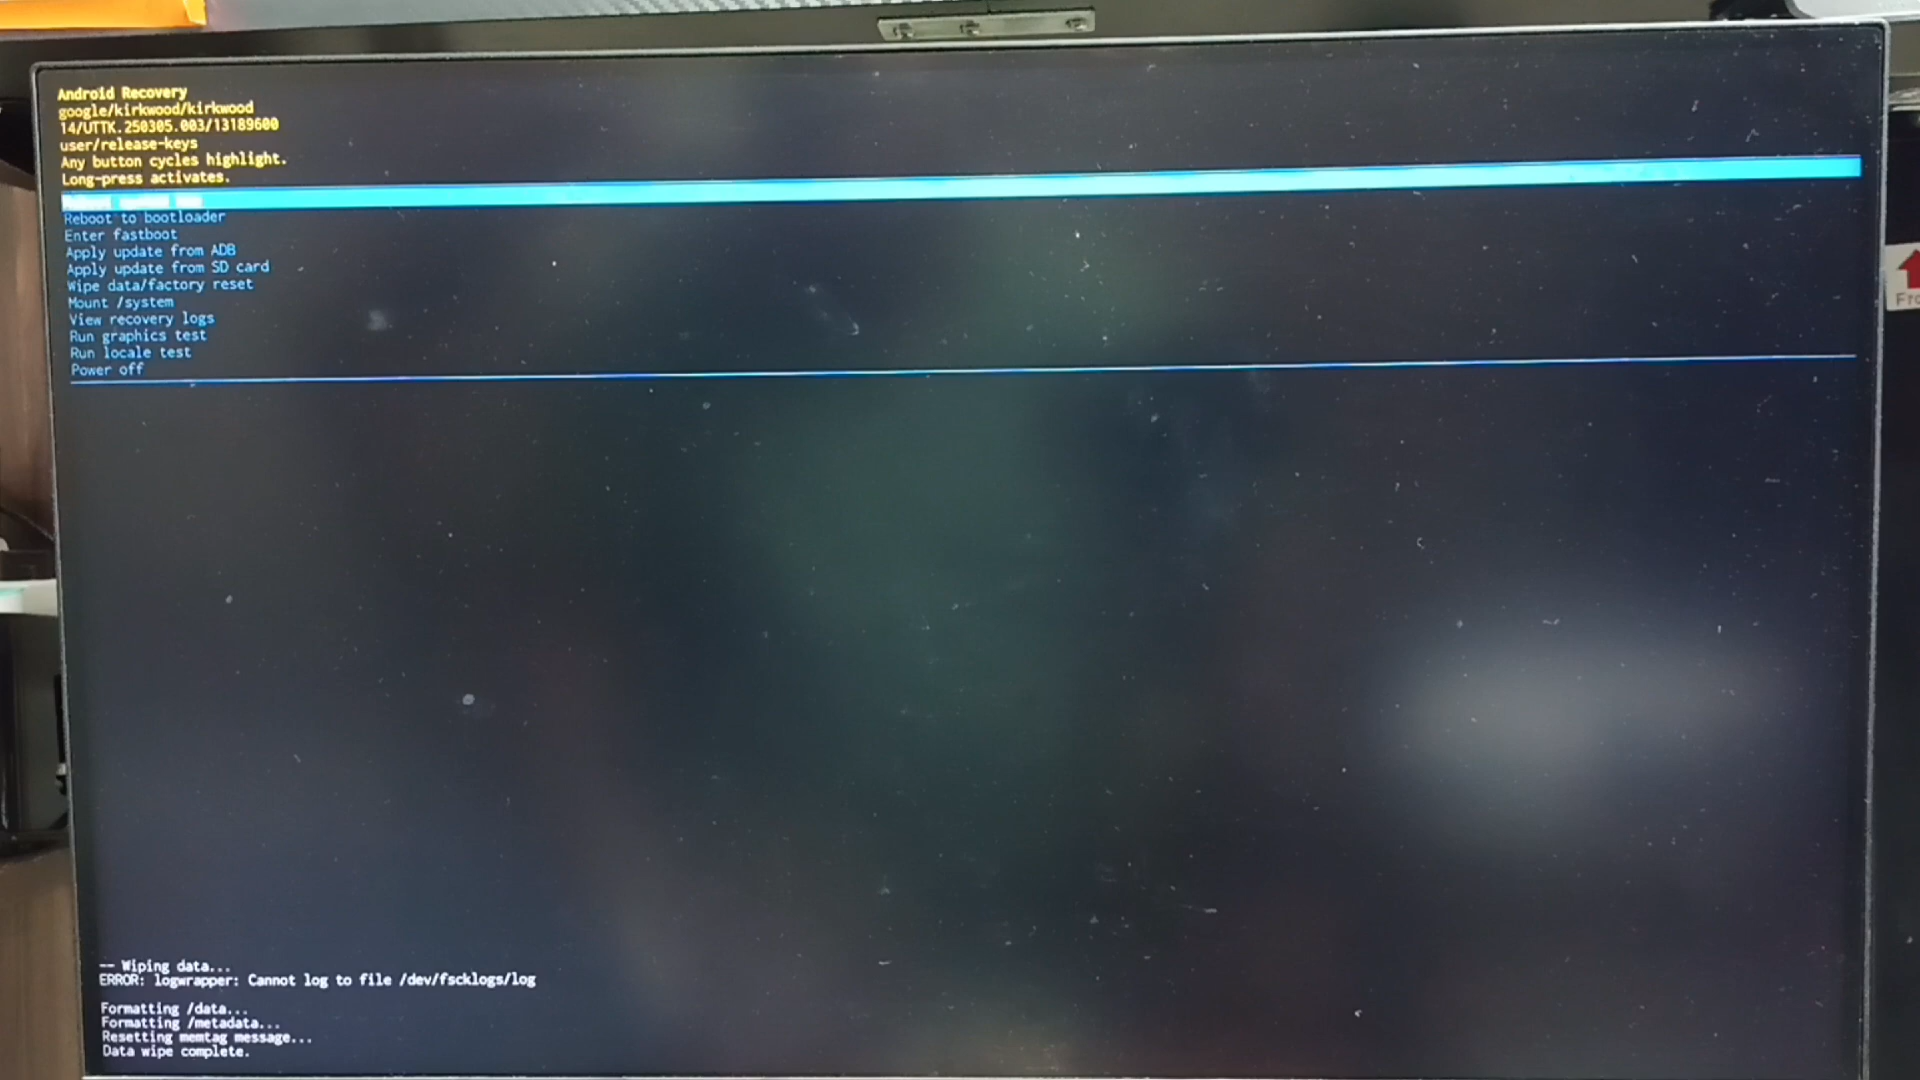 Android Recovery
google/kirkwood/kirkwood
14/UTTK.250305.003/13189600
user/release-keys
Any button cycles highlight.
Long-press activates.
Reboot system now
Reboot to bootloader
Enter fastboot
Apply update from ADB
Apply update from SD card
Wipe data/factory reset
Mount /system
View recovery logs
Run graphics test
Run locale test
Power off
-- Wiping data...
ERROR: logwrapper: Cannot log to file /dev/fscklogs/log
Formatting /data...
Formatting /metadata...
Resetting memtag message...
Data wipe complete.